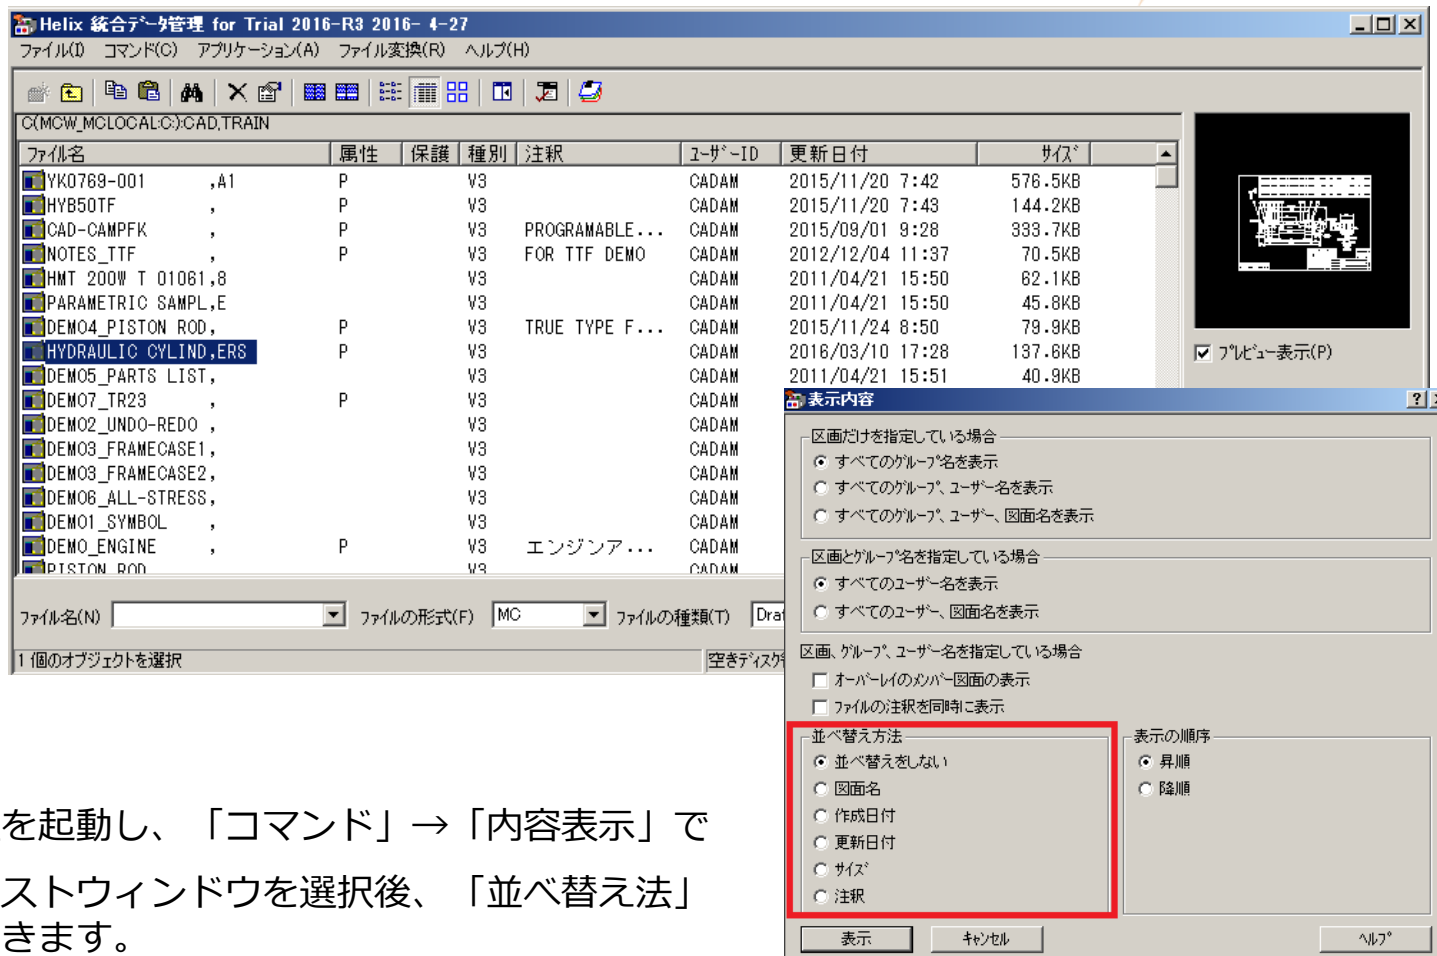 Helix 統合ﾃﾞｰﾀ管理 for Trial 2016-R3 2016- 4-27
ファイル(I) コマンド(C) アプリケーション(A) ファイル変換(R) ヘルプ(H)
C(MCW_MCLOCAL:C:):CAD,TRAIN
ファイル名 属性 保護 種別 注釈 ﾕｰｻﾞｰID 更新日付 ｻｲｽﾞ
YK0769-001 ,A1 P V3 CADAM 2015/11/20 7:42 576.5KB
HYB50TF , P V3 CADAM 2015/11/20 7:43 144.2KB
CAD-CAMPFK , P V3 PROGRAMABLE... CADAM 2015/09/01 9:28 333.7KB
NOTES_TTF , P V3 FOR TTF DEMO CADAM 2012/12/04 11:37 70.5KB
HMT 200W T 01061,8 V3 CADAM 2011/04/21 15:50 62.1KB
PARAMETRIC SAMPL,E V3 CADAM 2011/04/21 15:50 45.8KB
DEMO4_PISTON ROD, P V3 TRUE TYPE F... CADAM 2015/11/24 8:50 79.9KB
HYDRAULIC CYLIND,ERS P V3 CADAM 2016/03/10 17:28 137.6KB
DEMO5_PARTS LIST, V3 CADAM 2011/04/21 15:51 40.9KB
DEMO7_TR23 , P V3 CADAM
DEMO2_UNDO-REDO , V3 CADAM
DEMO3_FRAMECASE1, V3 CADAM
DEMO3_FRAMECASE2, V3 CADAM
DEMO6_ALL-STRESS, V3 CADAM
DEMO1_SYMBOL , V3 CADAM
DEMO_ENGINE , P V3 エンジンア... CADAM
PISTON ROD V3 CADAM
ﾌﾟﾚﾋﾞｭｰ表示(P)
ファイル名(N) ファイルの形式(F) MC ファイルの種類(T) Dra
1 個のオブジェクトを選択 空きディスク
表示内容
区画だけを指定している場合
すべてのｸﾞﾙｰﾌﾟ名を表示
すべてのｸﾞﾙｰﾌﾟ、ﾕｰｻﾞｰ名を表示
すべてのｸﾞﾙｰﾌﾟ、ﾕｰｻﾞｰ、図面名を表示
区画とｸﾞﾙｰﾌﾟ名を指定している場合
すべてのﾕｰｻﾞｰ名を表示
すべてのﾕｰｻﾞｰ、図面名を表示
区画、ｸﾞﾙｰﾌﾟ、ﾕｰｻﾞｰ名を指定している場合
ｵｰﾊﾞｰﾚｲのﾒﾝﾊﾞｰ図面の表示
ﾌｧｲﾙの注釈を同時に表示
並べ替え方法
並べ替えをしない
図面名
作成日付
更新日付
ｻｲｽﾞ
注釈
表示の順序
昇順
降順
表示 ｷｬﾝｾﾙ ﾍﾙﾌﾟ
を起動し、「コマンド」→「内容表示」で
ストウィンドウを選択後、「並べ替え法」
きます。